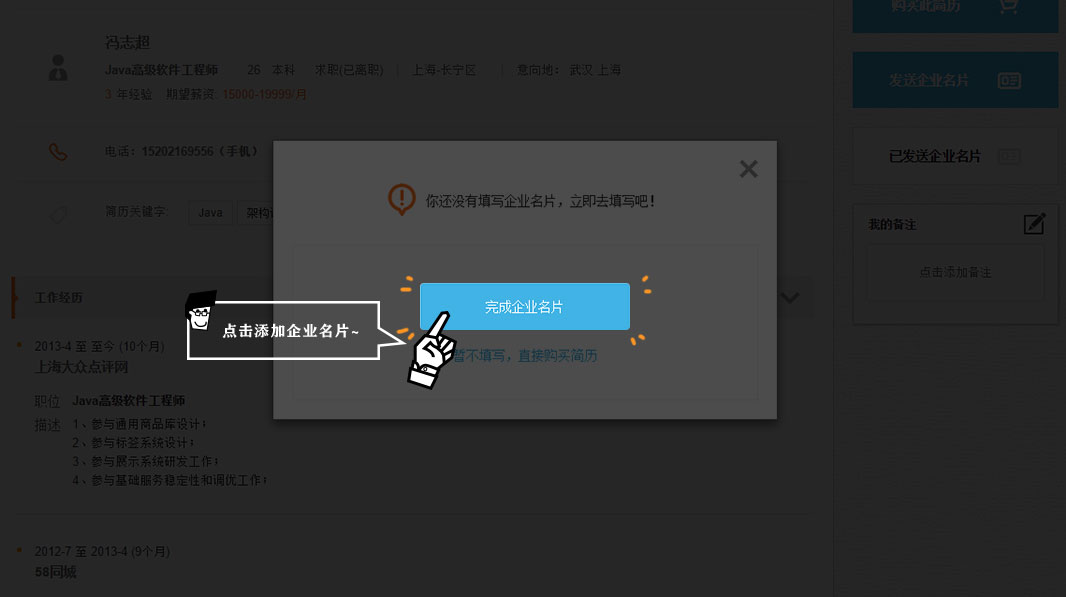 购买此简历
冯志超
Java高级软件工程师 26 本科 求职(已离职) 上海-长宁区 意向地： 武汉 上海
3 年经验 期望薪资: 15000-19999/月
发送企业名片
电话：15202169556（手机）
已发送企业名片
简历关键字: Java 架构
你还没有填写企业名片，立即去填写吧！
我的备注
点击添加备注
工作经历
完成企业名片
点击添加企业名片~
暂不填写，直接购买简历
2013-4 至 至今 (10个月)
上海大众点评网
职位 Java高级软件工程师
描述 1、参与通用商品库设计；
2、参与标签系统设计；
3、参与展示系统研发工作；
4、参与基础服务稳定性和调优工作；
2012-7 至 2013-4 (9个月)
58同城